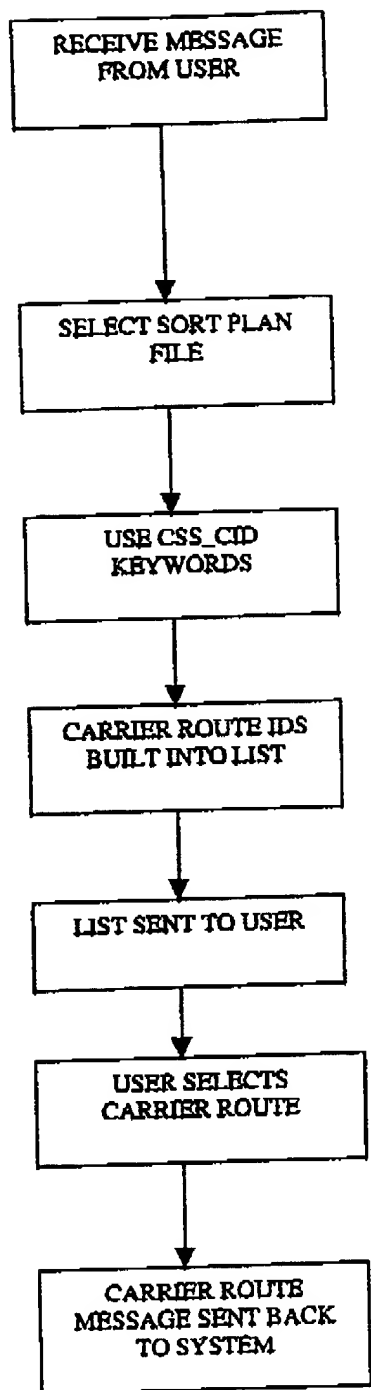 RECEIVE MESSAGE
FROM USER
SELECT SORT PLAN
FILE
USE CSS_CID
KEYWORDS
CARRIER ROUTE IDS
BUILT INTO LIST
LIST SENT TO USER
USER SELECTS
CARRIER ROUTE
CARRIER ROUTE
MESSAGE SENT BACK
TO SYSTEM